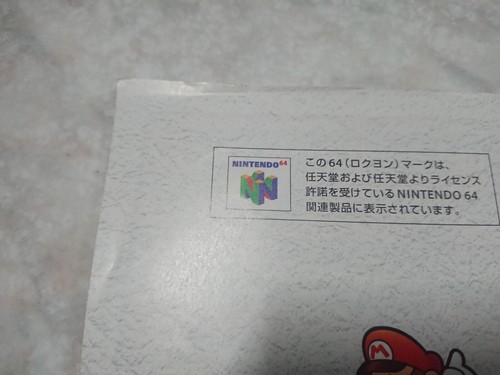 NINTENDO 64
この64(ロクヨン)マークは、
任天堂および任天堂よりライセンス
許諾を受けているNINTENDO 64
関連製品に表示されています。
M